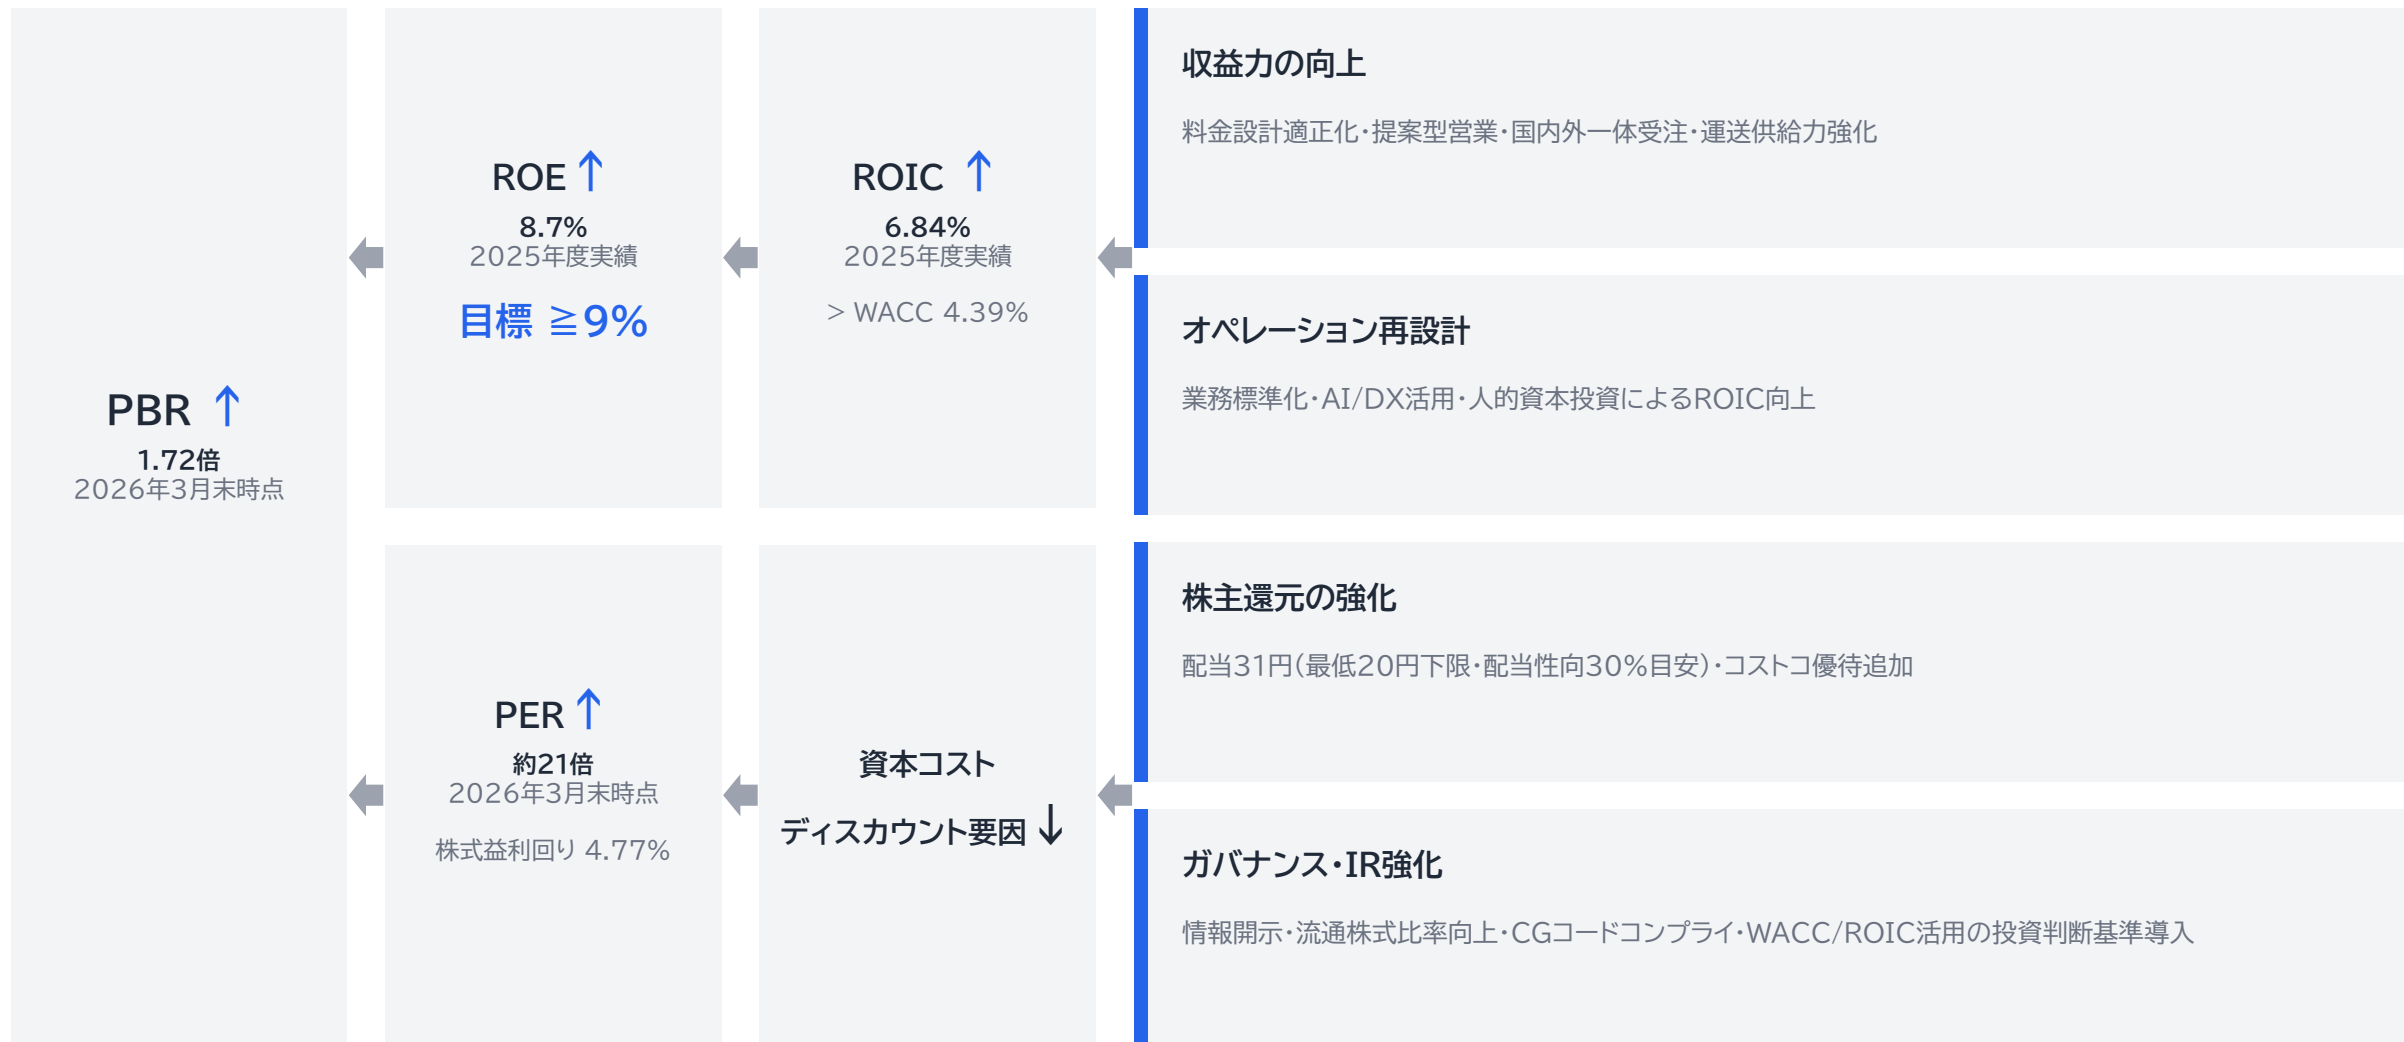 PBR ↑
1.72倍
2026年3月末時点
ROE ↑
8.7%
2025年度実績
目標 ≧9%
ROIC ↑
6.84%
2025年度実績
> WACC 4.39%
PER ↑
約21倍
2026年3月末時点
株式益利回り 4.77%
資本コスト
ディスカウント要因 ↓
収益力の向上
料金設計適正化・提案型営業・国内外一体受注・運送供給力強化
オペレーション再設計
業務標準化・AI/DX活用・人的資本投資によるROIC向上
株主還元の強化
配当31円（最低20円下限・配当性向30%目安）・コストコ優待追加
ガバナンス・IR強化
情報開示・流通株式比率向上・CGコードコンプライ・WACC/ROIC活用の投資判断基準導入